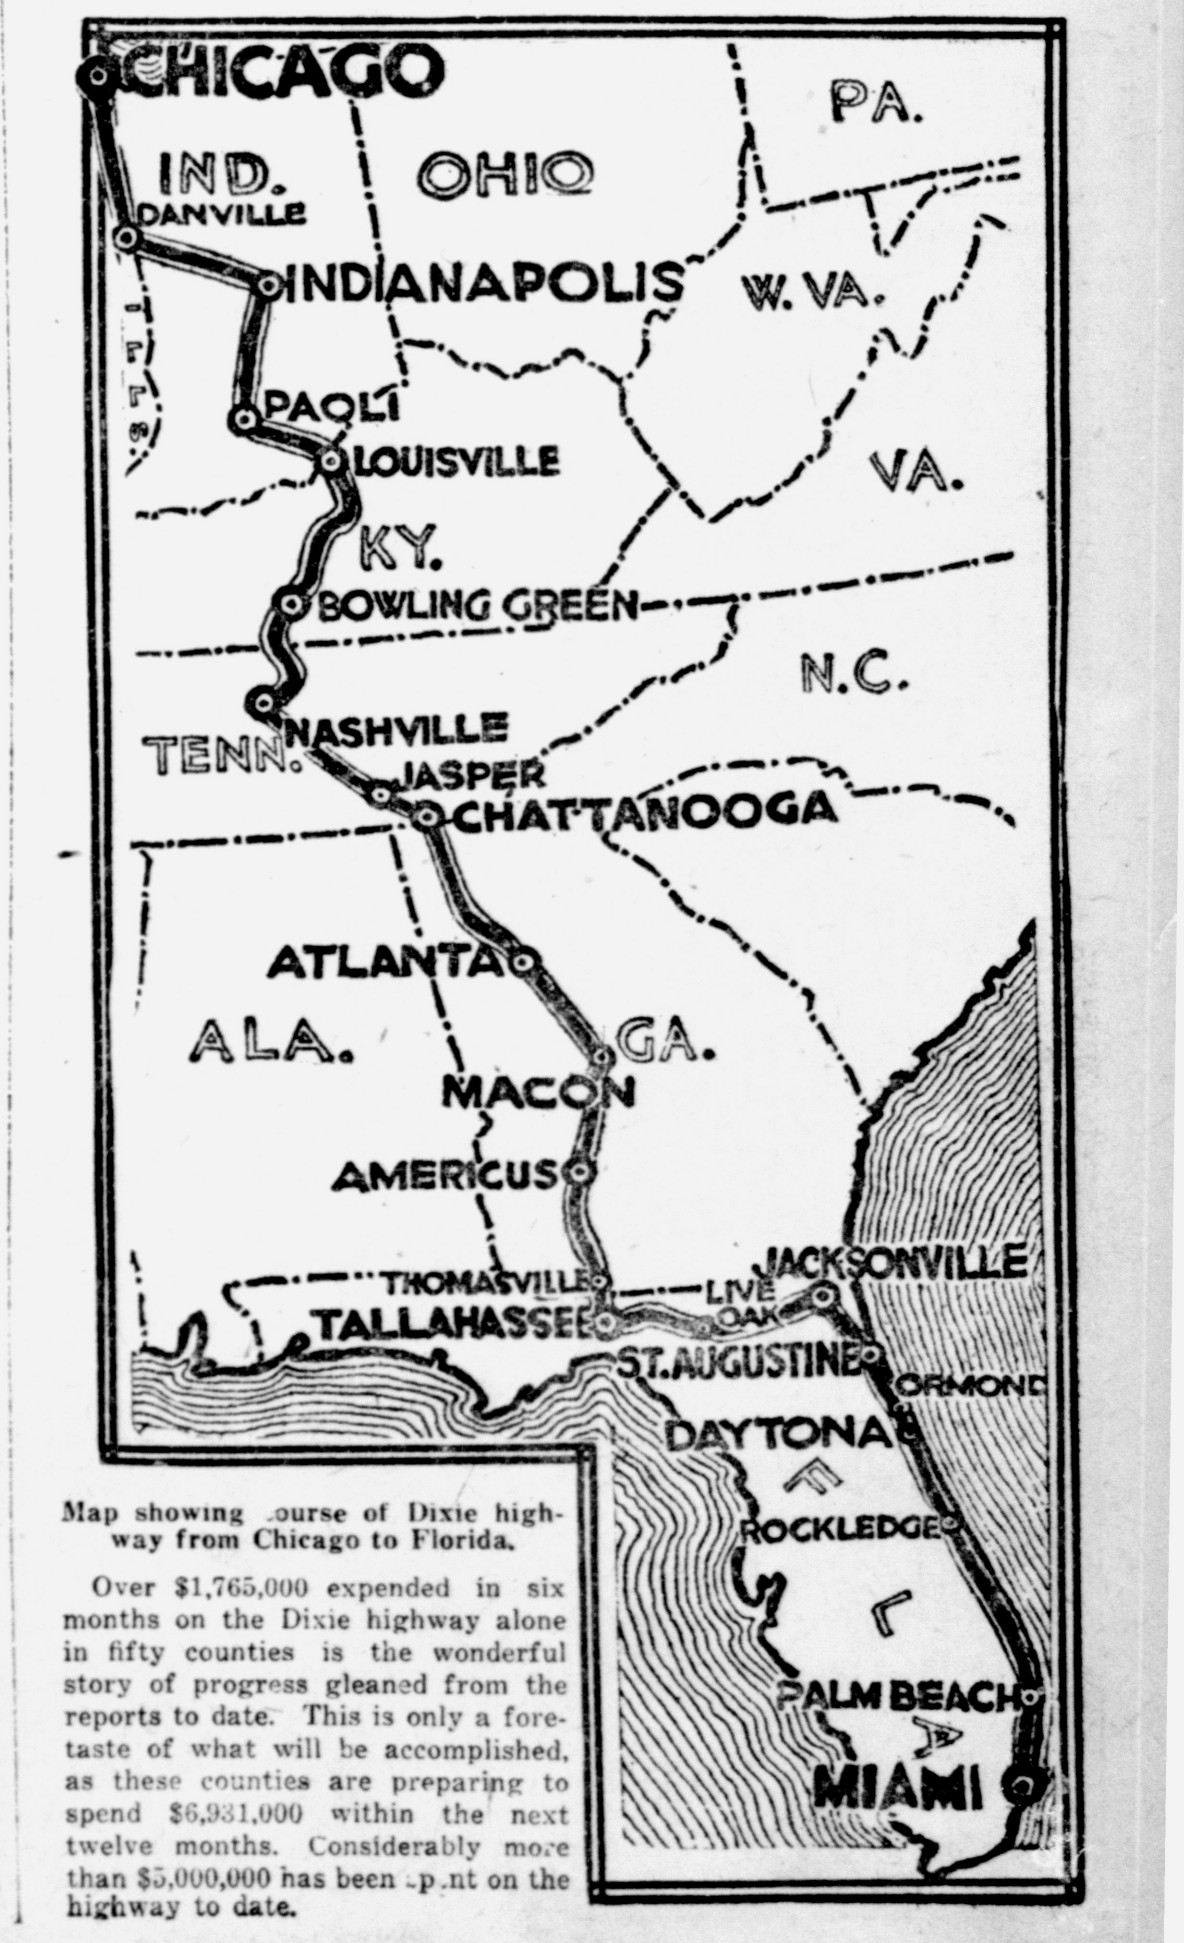 CHICAGO
PA.
IND.
OHIO
DANVILLE
INDIANAPOLIS
W. VA.
ILLS.
PAOLI
LOUISVILLE
VA.
KY.
BOWLING GREEN
N.C.
NASHVILLE
TENN.
JASPER
CHATTANOOGA
ATLANTA
ALA.
GA.
MACON
AMERICUS
JACKSONVILLE
THOMASVILLE
LIVE
OAK
TALLAHASSEE
ST. AUGUSTINE
ORMOND
DAYTONA
F
ROCKLEDGE
L
PALM BEACH
A
MIAMI
Map showing .ourse of Dixie high-
way from Chicago to Florida.
Over $1,765,000 expended in six
months on the Dixie highway alone
in fifty counties is the wonderful
story of progress gleaned from the
reports to date. This is only a fore-
taste of what will be accomplished,
as these counties are preparing to
spend $6,931,000 within the next
twelve months. Considerably more
than $5,000,000 has been .p.nt on the
highway to date.